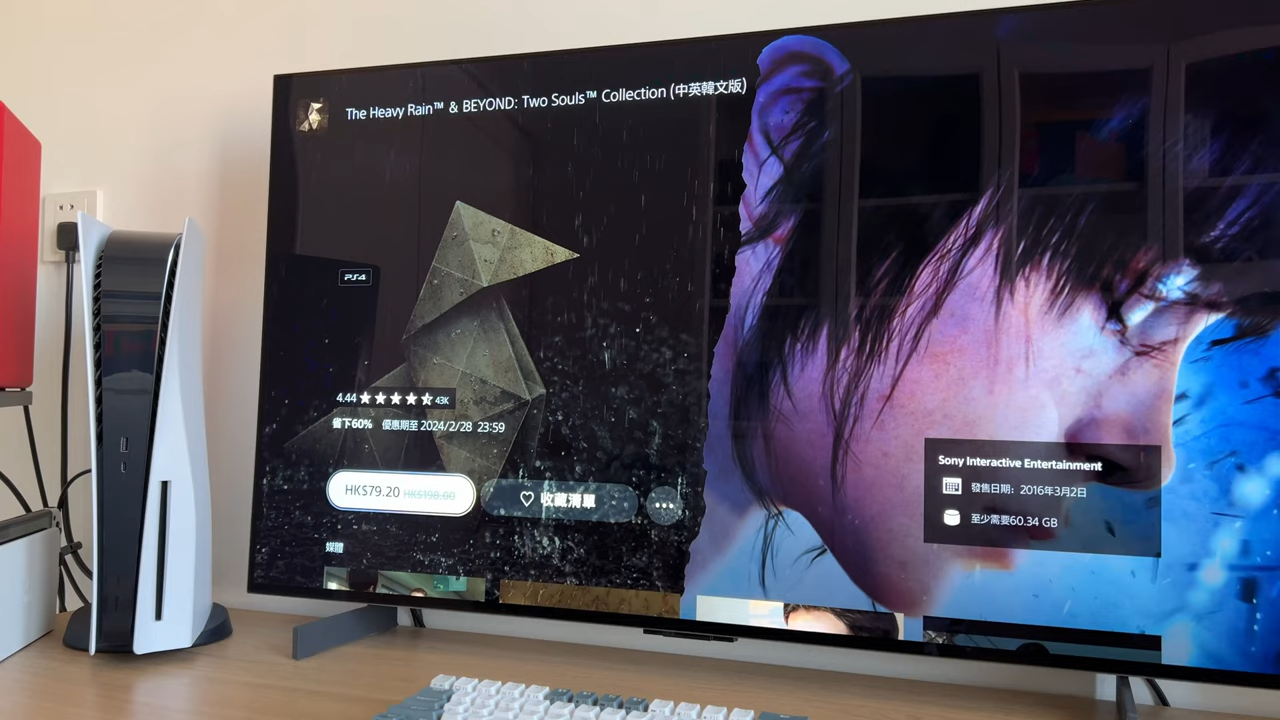 The Heavy Rain™ & BEYOND: Two Souls™ Collection (中英韓文版)
PS4
4.44 43K
省下60% 優惠期至 2024/2/28 23:59
HK$79.20 HK$198.00
收藏清單
媒體
Sony Interactive Entertainment
發售日期：2016年3月2日
至少需要60.34 GB